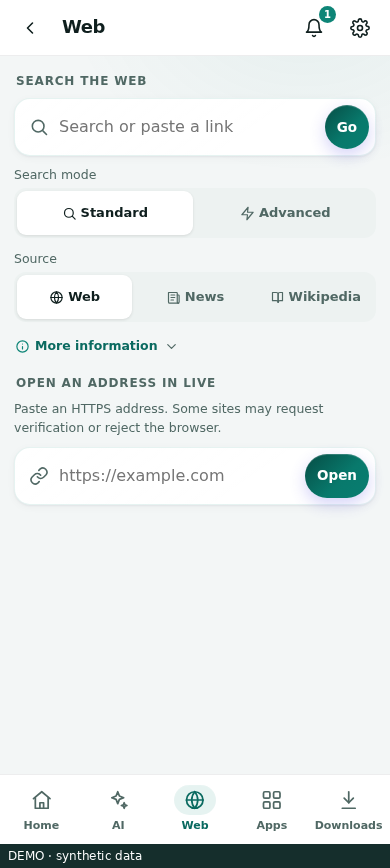 Web
1
SEARCH THE WEB
Search or paste a link
Go
Search mode
Standard
Advanced
Source
Web
News
Wikipedia
More information
OPEN AN ADDRESS IN LIVE
Paste an HTTPS address. Some sites may request
verification or reject the browser.
https://example.com
Open
Home
AI
Web
Apps
Downloads
DEMO · synthetic data